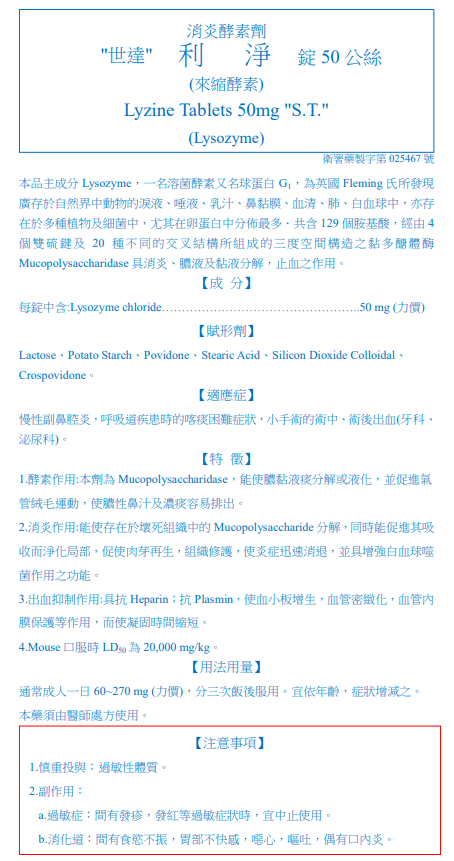 消炎酵素劑
"世達" 利 淨 錠 50 公絲
(來縮酵素)
Lyzine Tablets 50mg "S.T."
(Lysozyme)
衛署藥製字第 025467 號
本品主成分 Lysozyme，一名溶菌酵素又名球蛋白 G₁，為英國 Fleming 氏所發現
廣存於自然界中動物的淚液、唾液、乳汁、鼻黏膜、血清、肺、白血球中，亦存
在於多種植物及細菌中，尤其在卵蛋白中分佈最多．共含 129 個胺基酸，經由 4
個雙硫鍵及 20 種不同的交叉結構所組成的三度空間構造之黏多醣體酶
Mucopolysaccharidase 具消炎、膿液及黏液分解，止血之作用。
【成 分】
每錠中含:Lysozyme chloride…………………………………………..50 mg (力價)
【賦形劑】
Lactose、Potato Starch、Povidone、Stearic Acid、Silicon Dioxide Colloidal、
Crospovidone。
【適應症】
慢性副鼻腔炎，呼吸道疾患時的喀痰困難症狀，小手術的術中、術後出血(牙科、
泌尿科)。
【特 徵】
1.酵素作用:本劑為 Mucopolysaccharidase，能使膿黏液痰分解或液化，並促進氣
管絨毛運動，使膿性鼻汁及濃痰容易排出。
2.消炎作用:能使存在於壞死組織中的 Mucopolysaccharide 分解，同時能促進其吸
收而淨化局部，促使肉芽再生，組織修護，使炎症迅速消退，並具增強白血球噬
菌作用之功能。
3.出血抑制作用:具抗 Heparin；抗 Plasmin，使血小板增生，血管密緻化，血管內
膜保護等作用，而使凝固時間縮短。
4.Mouse 口服時 LD₅₀ 為 20,000 mg/kg。
【用法用量】
通常成人一日 60~270 mg (力價)，分三次飯後服用。宜依年齡，症狀增減之。
本藥須由醫師處方使用。
【注意事項】
1.慎重投與：過敏性體質。
2.副作用：
a.過敏症：間有發疹，發紅等過敏症狀時，宜中止使用。
b.消化道：間有食慾不振，胃部不快感，噁心，嘔吐，偶有口內炎。